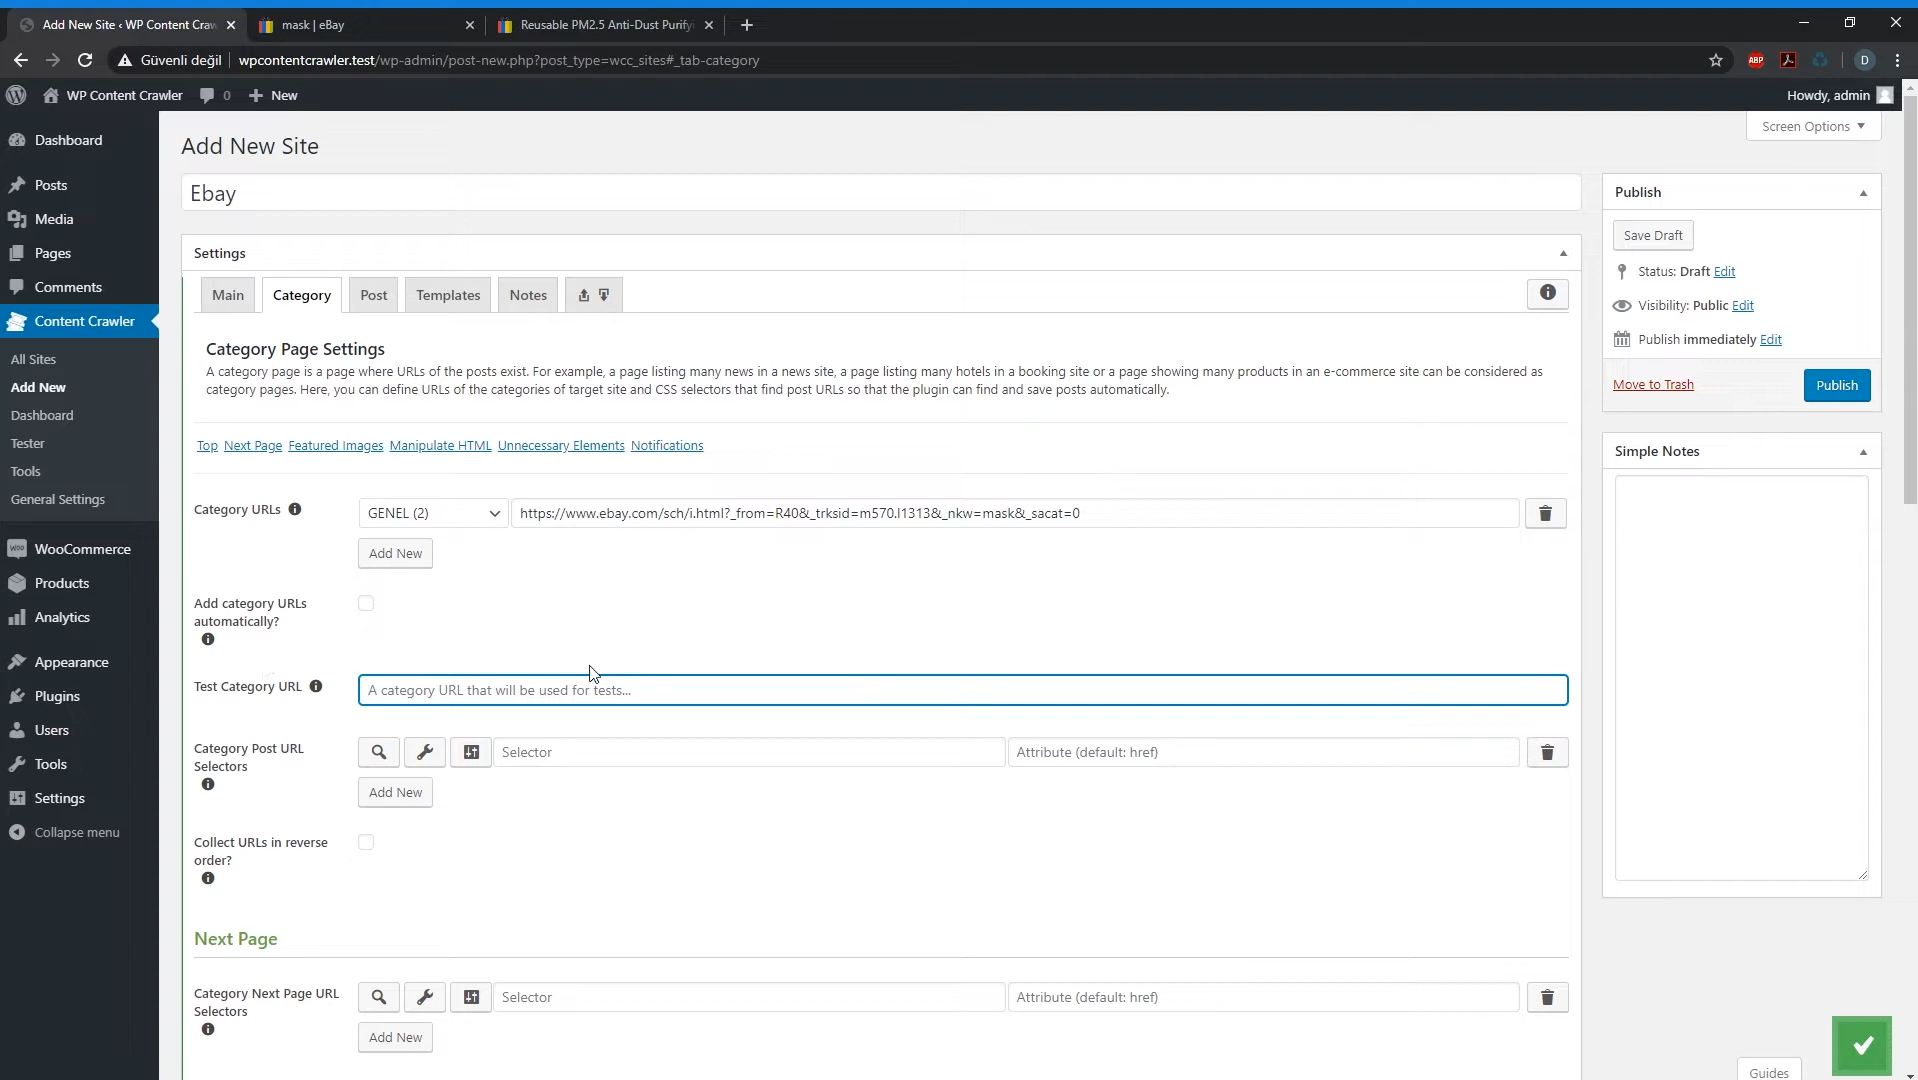 Add New Site ‹ WP Content Craw
mask | eBay
Reusable PM2.5 Anti-Dust Purify
Güvenli değil
wpcontentcrawler.test/wp-admin/post-new.php?post_type=wcc_sites#_tab-category
ABP
D
WP Content Crawler
0
New
Howdy, admin
Screen Options
Dashboard
Posts
Media
Pages
Comments
Content Crawler
All Sites
Add New
Dashboard
Tester
Tools
General Settings
WooCommerce
Products
Analytics
Appearance
Plugins
Users
Tools
Settings
Collapse menu
Add New Site
Ebay
Settings
Main
Category
Post
Templates
Notes
Category Page Settings
A category page is a page where URLs of the posts exist. For example, a page listing many news in a news site, a page listing many hotels in a booking site or a page showing many products in an e-commerce site can be considered as
category pages. Here, you can define URLs of the categories of target site and CSS selectors that find post URLs so that the plugin can find and save posts automatically.
Top Next Page Featured Images Manipulate HTML Unnecessary Elements Notifications
Category URLs
GENEL (2)
https://www.ebay.com/sch/i.html?_from=R40&_trksid=m570.l1313&_nkw=mask&_sacat=0
Add New
Add category URLs
automatically?
Test Category URL
A category URL that will be used for tests...
Category Post URL
Selectors
Selector
Attribute (default: href)
Add New
Collect URLs in reverse
order?
Next Page
Category Next Page URL
Selectors
Selector
Attribute (default: href)
Add New
Publish
Save Draft
Status: Draft Edit
Visibility: Public Edit
Publish immediately Edit
Move to Trash
Publish
Simple Notes
Guides